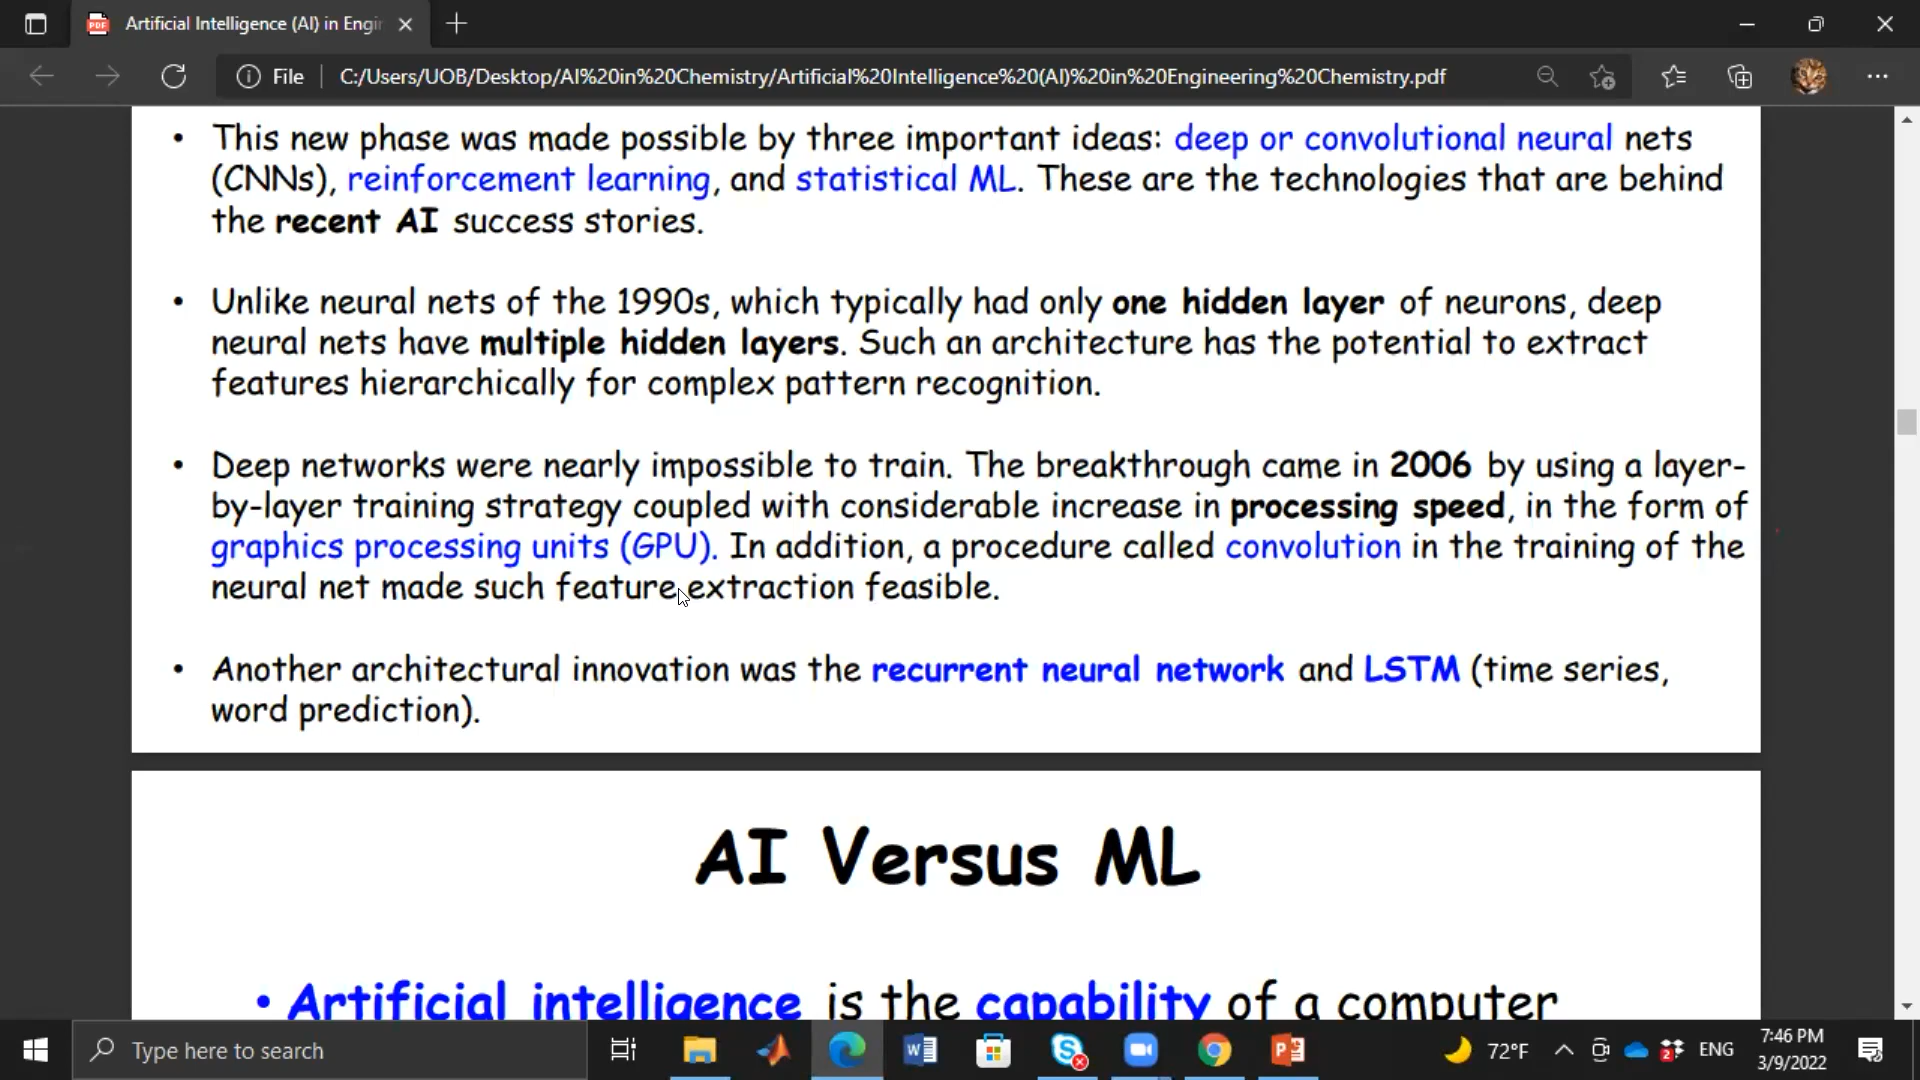 Artificial Intelligence (AI) in Engin
File
C:/Users/UOB/Desktop/AI%20in%20Chemistry/Artificial%20Intelligence%20(AI)%20in%20Engineering%20Chemistry.pdf
• This new phase was made possible by three important ideas: deep or convolutional neural nets
(CNNs), reinforcement learning, and statistical ML. These are the technologies that are behind
the recent AI success stories.
• Unlike neural nets of the 1990s, which typically had only one hidden layer of neurons, deep
neural nets have multiple hidden layers. Such an architecture has the potential to extract
features hierarchically for complex pattern recognition.
• Deep networks were nearly impossible to train. The breakthrough came in 2006 by using a layer-
by-layer training strategy coupled with considerable increase in processing speed, in the form of
graphics processing units (GPU). In addition, a procedure called convolution in the training of the
neural net made such feature extraction feasible.
• Another architectural innovation was the recurrent neural network and LSTM (time series,
word prediction).
AI Versus ML
• Artificial intelligence is the capability of a computer
Type here to search
72°F
ENG
7:46 PM
3/9/2022